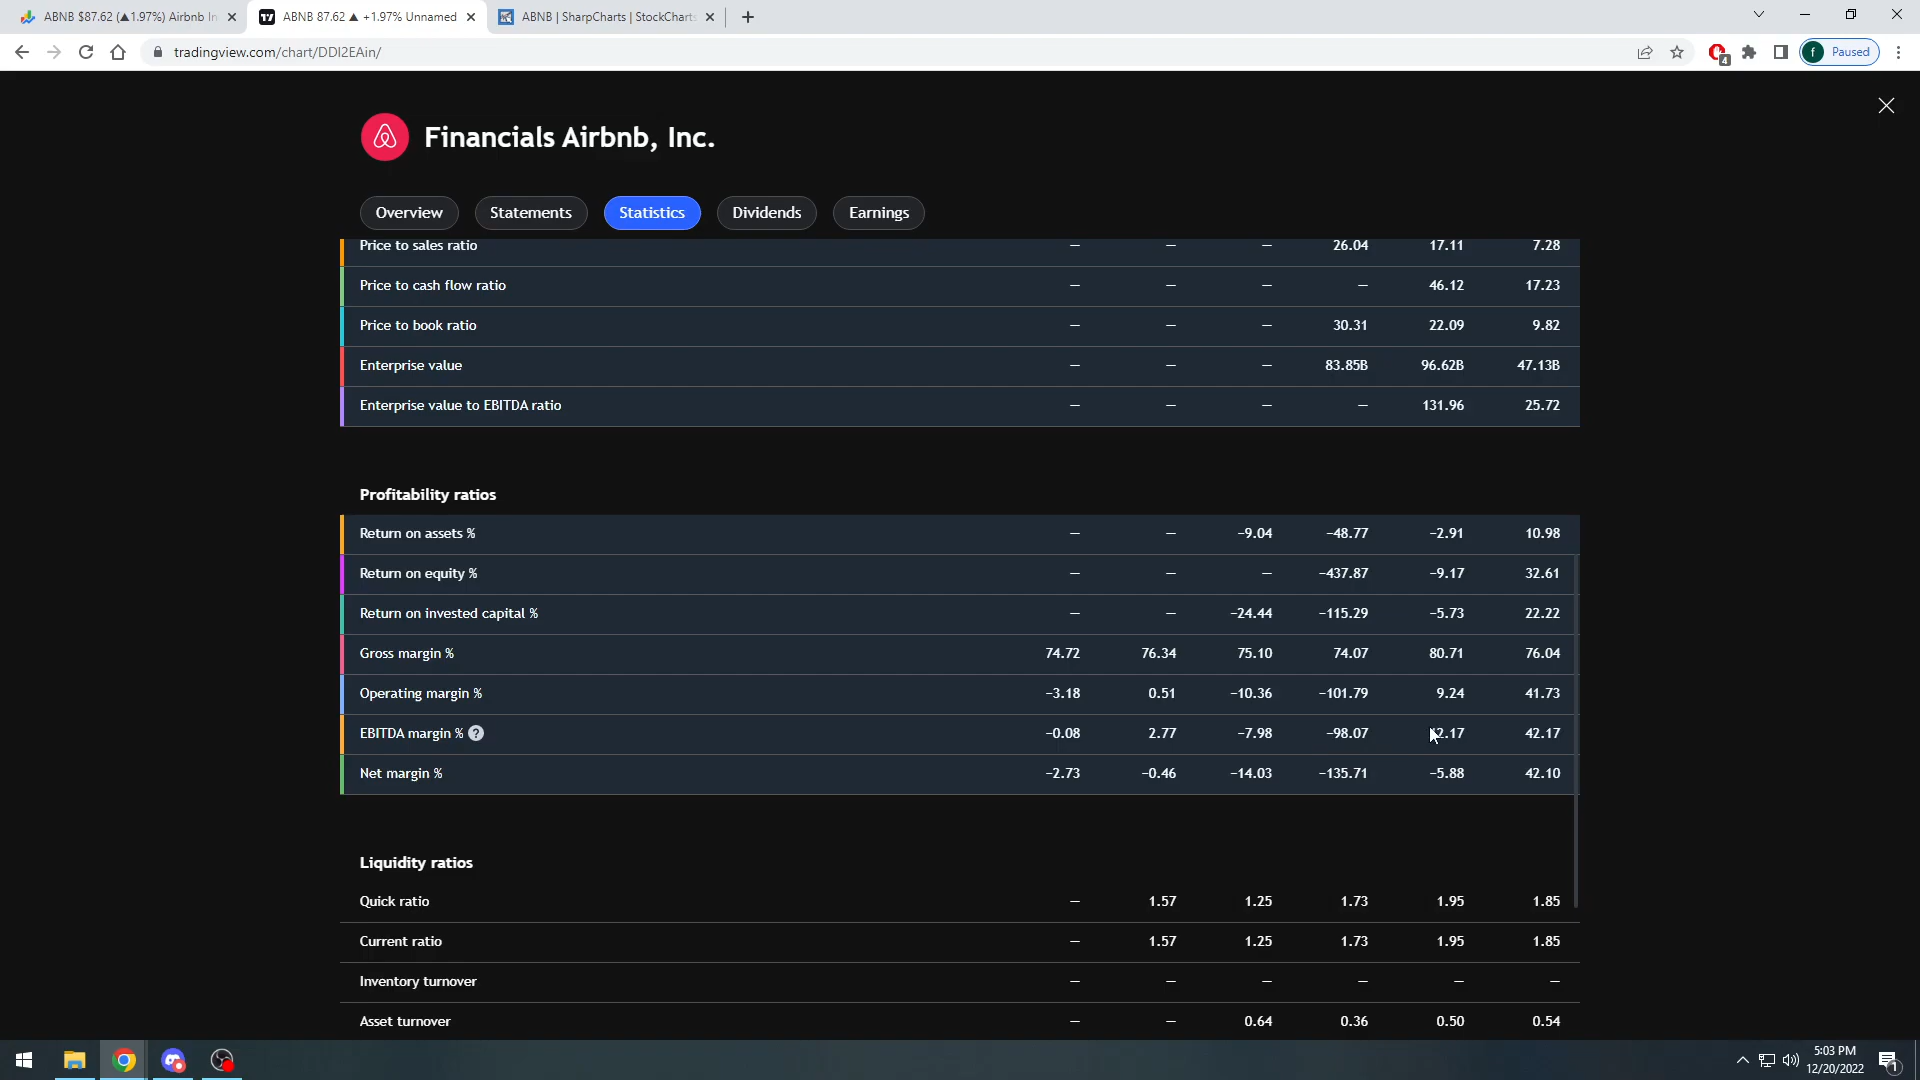 ABNB $87.62 (▲1.97%) Airbnb In
ABNB 87.62 ▲ +1.97% Unnamed
ABNB | SharpCharts | StockCharts
tradingview.com/chart/DDI2EAin/
4
f Paused
Financials Airbnb, Inc.
Overview Statements Statistics Dividends Earnings
Price to sales ratio — — — 26.04 17.11 7.28
Price to cash flow ratio — — — — 46.12 17.23
Price to book ratio — — — 30.31 22.09 9.82
Enterprise value — — — 83.85B 96.62B 47.13B
Enterprise value to EBITDA ratio — — — — 131.96 25.72
Profitability ratios
Return on assets % — — −9.04 −48.77 −2.91 10.98
Return on equity % — — — −437.87 −9.17 32.61
Return on invested capital % — — −24.44 −115.29 −5.73 22.22
Gross margin % 74.72 76.34 75.10 74.07 80.71 76.04
Operating margin % −3.18 0.51 −10.36 −101.79 9.24 41.73
EBITDA margin % ? −0.08 2.77 −7.98 −98.07 42.17
Net margin % −2.73 −0.46 −14.03 −135.71 −5.88 42.10
Liquidity ratios
Quick ratio — 1.57 1.25 1.73 1.95 1.85
Current ratio — 1.57 1.25 1.73 1.95 1.85
Inventory turnover — — — — — —
Asset turnover — — 0.64 0.36 0.50 0.54
5:03 PM
12/20/2022
1